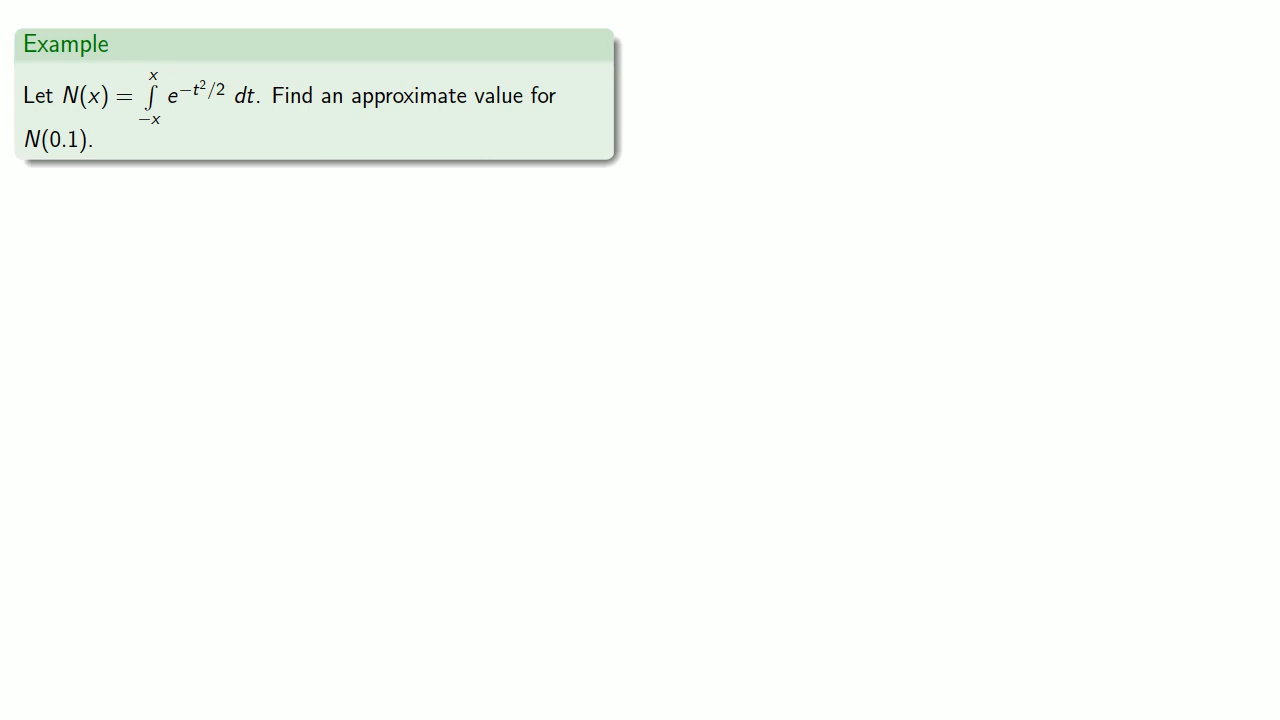 Example
Let N(x) = ∫_{-x}^{x} e^{-t²/2} dt. Find an approximate value for
N(0.1).